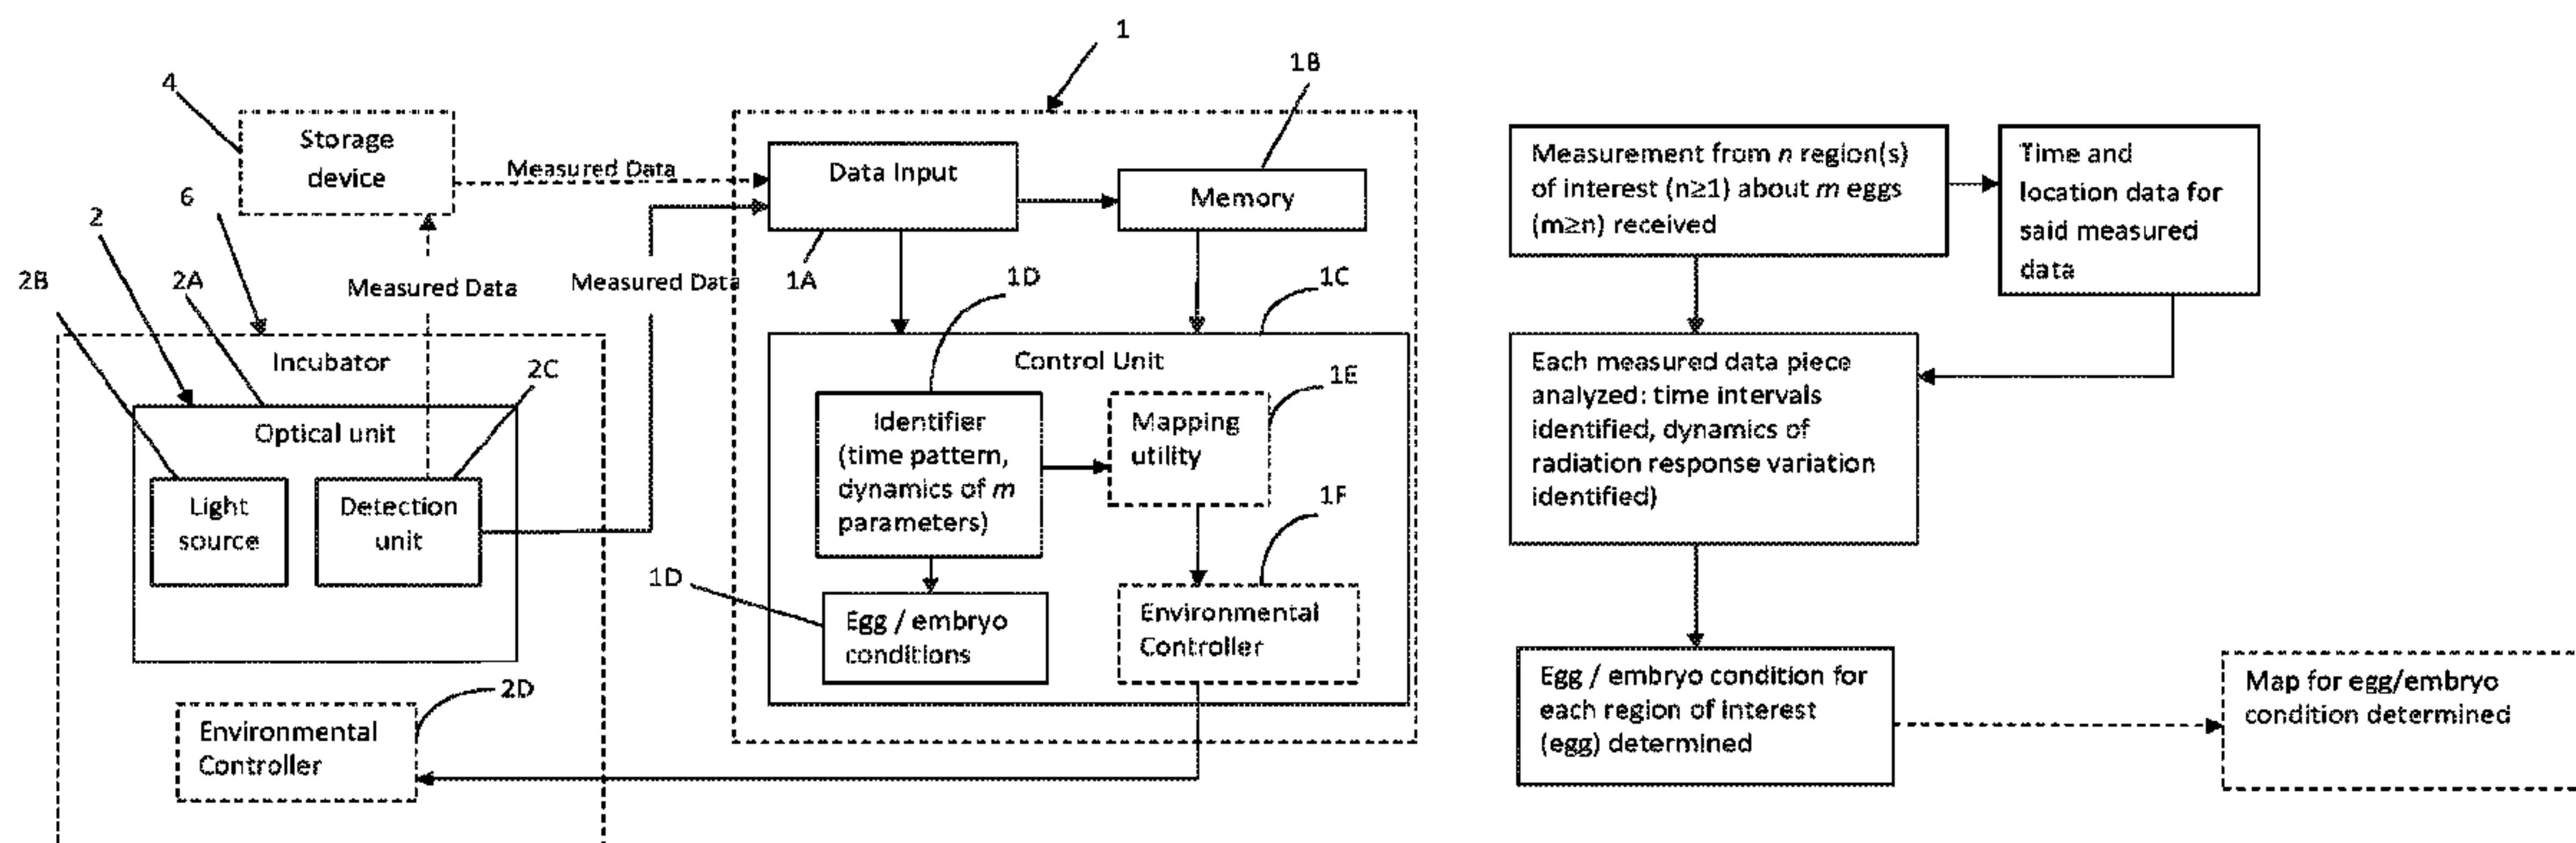 1
1B
4
Storage
device
Measured Data
Data Input
Memory
6
2
2B
2A
Measured Data
Measured Data
1A
1D
1C
Incubator
2C
Control Unit
1E
Optical unit
Identifier
(time pattern,
dynamics of m
parameters)
Mapping
utility
Light
source
Detection
unit
1F
1D
Egg / embryo
conditions
Environmental
Controller
2D
Environmental
Controller
Measurement from n region(s)
of interest (n≥1) about m eggs
(m≥n) received
Time and
location data for
said measured
data
Each measured data piece
analyzed: time intervals
identified, dynamics of
radiation response variation
identified)
Egg / embryo condition for
each region of interest
(egg) determined
Map for egg/embryo
condition determined